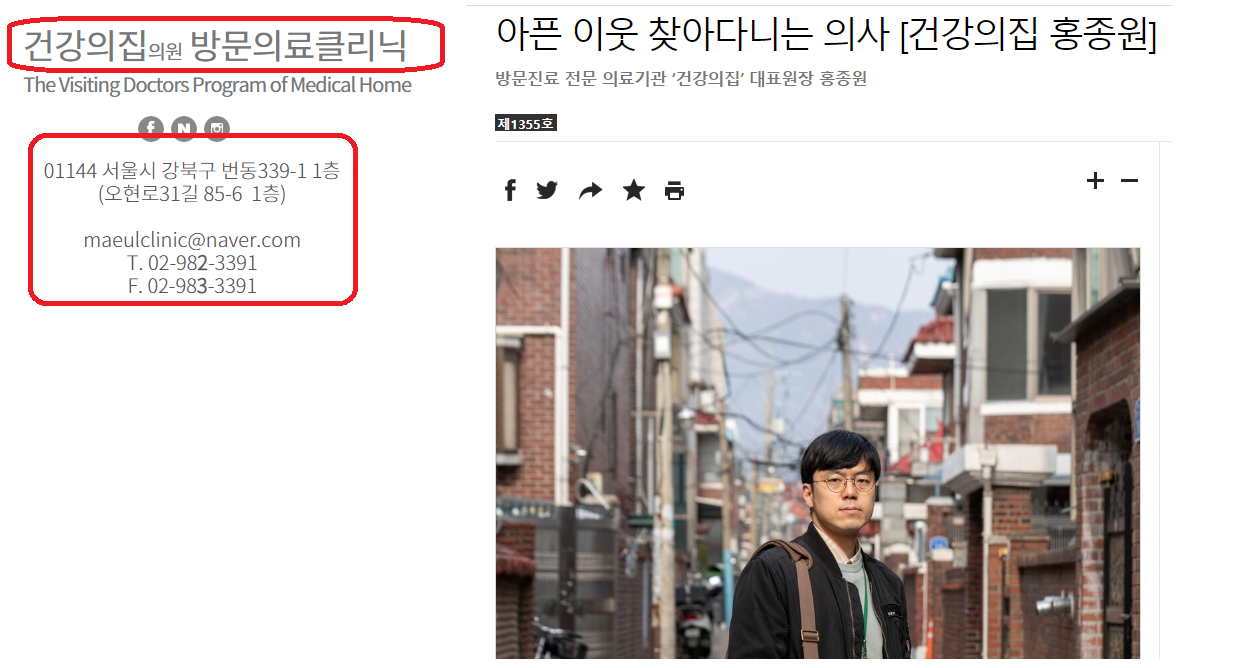 건강의집의원 방문의료클리닉
The Visiting Doctors Program of Medical Home
01144 서울시 강북구 번동339-1 1층
(오현로31길 85-6 1층)
maeulclinic@naver.com
T. 02-982-3391
F. 02-983-3391
아픈 이웃 찾아다니는 의사 [건강의집 홍종원]
방문진료 전문 의료기관 ‘건강의집’ 대표원장 홍종원
제1355호